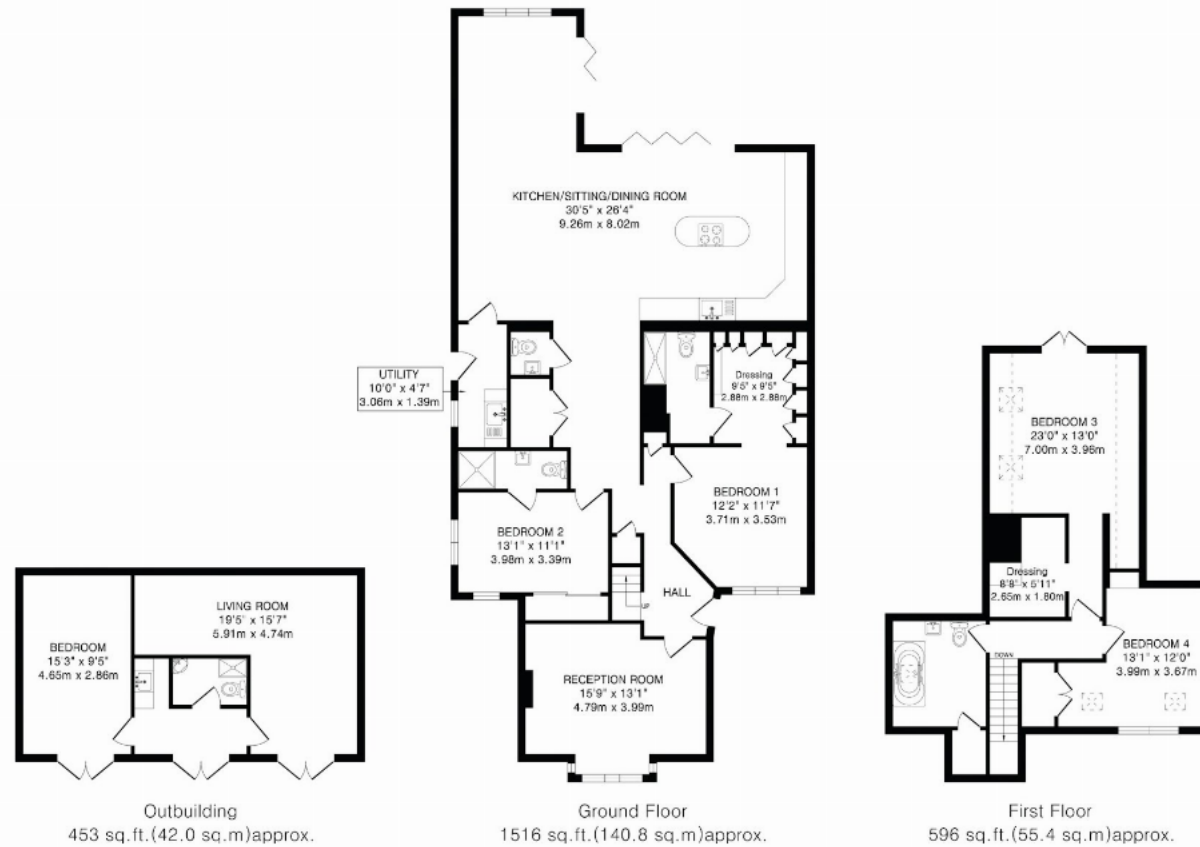 KITCHEN/SITTING/DINING ROOM
30'5" x 26'4"
9.26m x 8.02m
UTILITY
10'0" x 4'7"
3.06m x 1.39m
Dressing
9'5" x 9'5"
2.88m x 2.88m
BEDROOM 1
12'2" x 11'7"
3.71m x 3.53m
BEDROOM 2
13'1" x 11'1"
3.98m x 3.39m
UP
HALL
RECEPTION ROOM
15'9" x 13'1"
4.79m x 3.99m
BEDROOM
15'3" x 9'5"
4.65m x 2.86m
LIVING ROOM
19'5" x 15'7"
5.91m x 4.74m
BEDROOM 3
23'0" x 13'0"
7.00m x 3.96m
Dressing
8'8" x 5'11"
2.65m x 1.80m
DOWN
BEDROOM 4
13'1" x 12'0"
3.99m x 3.67m
Outbuilding
453 sq.ft.(42.0 sq.m)approx.
Ground Floor
1516 sq.ft.(140.8 sq.m)approx.
First Floor
596 sq.ft.(55.4 sq.m)approx.